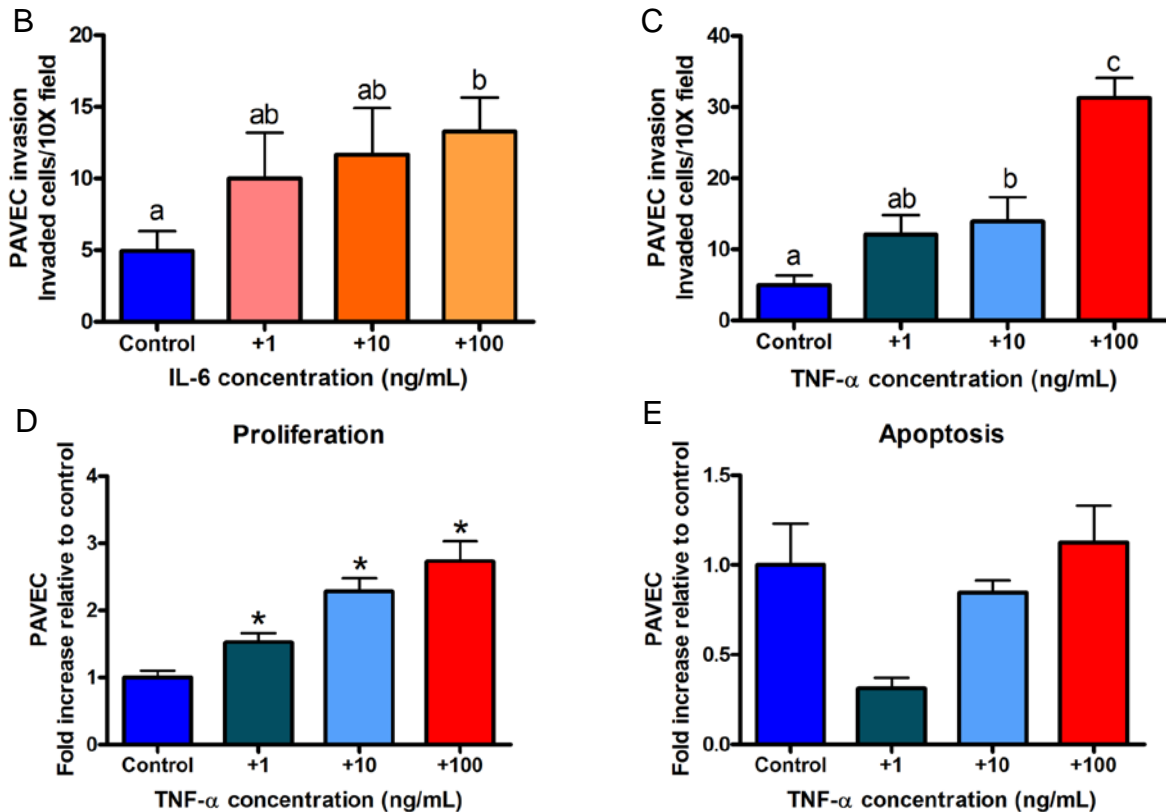 B
PAVEC invasion
Invaded cells/10X field
20
15
10
5
0
a
ab
ab
b
Control
+1
+10
+100
IL-6 concentration (ng/mL)
C
PAVEC invasion
Invaded cells/10X field
40
30
20
10
0
a
ab
b
c
Control
+1
+10
+100
TNF-α concentration (ng/mL)
D
Proliferation
PAVEC
Fold increase relative to control
4
3
2
1
0
*
*
*
Control
+1
+10
+100
TNF-α concentration (ng/mL)
E
Apoptosis
PAVEC
Fold increase relative to control
1.5
1.0
0.5
0.0
Control
+1
+10
+100
TNF-α concentration (ng/mL)